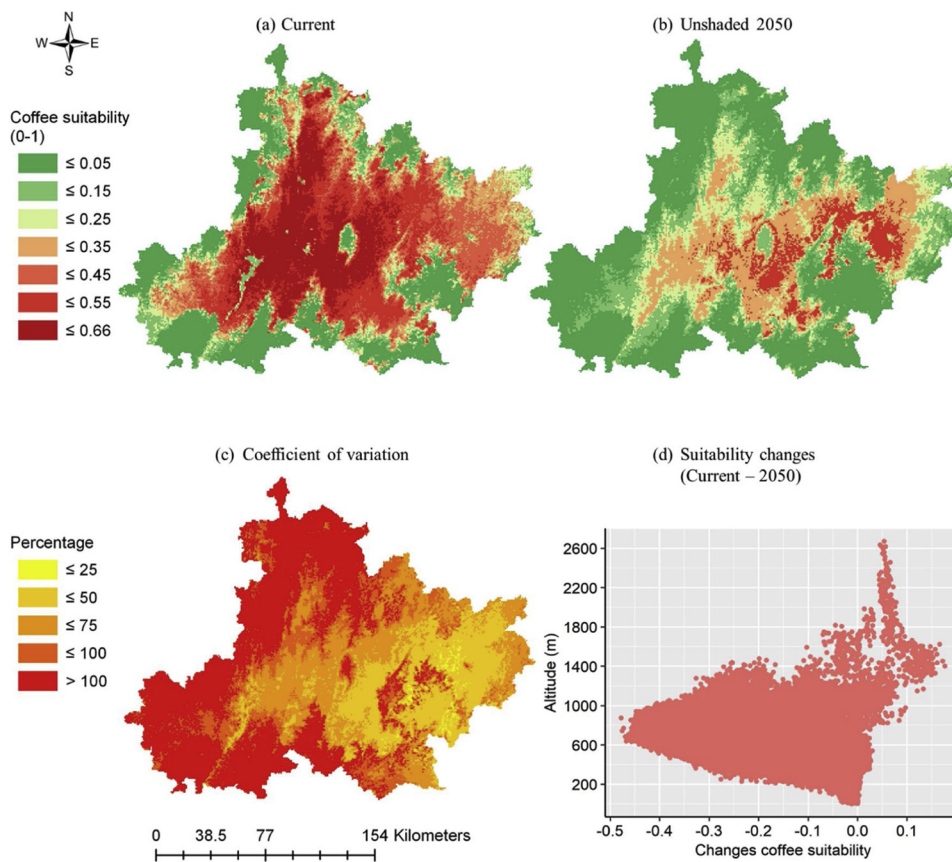 (a) Current
(b) Unshaded 2050
N
W E
S
Coffee suitability
(0-1)
≤ 0.05
≤ 0.15
≤ 0.25
≤ 0.35
≤ 0.45
≤ 0.55
≤ 0.66
(c) Coefficient of variation
(d) Suitability changes
(Current – 2050)
Percentage
≤ 25
≤ 50
≤ 75
≤ 100
> 100
0 38.5 77 154 Kilometers
Altitude (m)
2600
2200
1800
1400
1000
600
200
-0.5 -0.4 -0.3 -0.2 -0.1 0.0 0.1
Changes coffee suitability